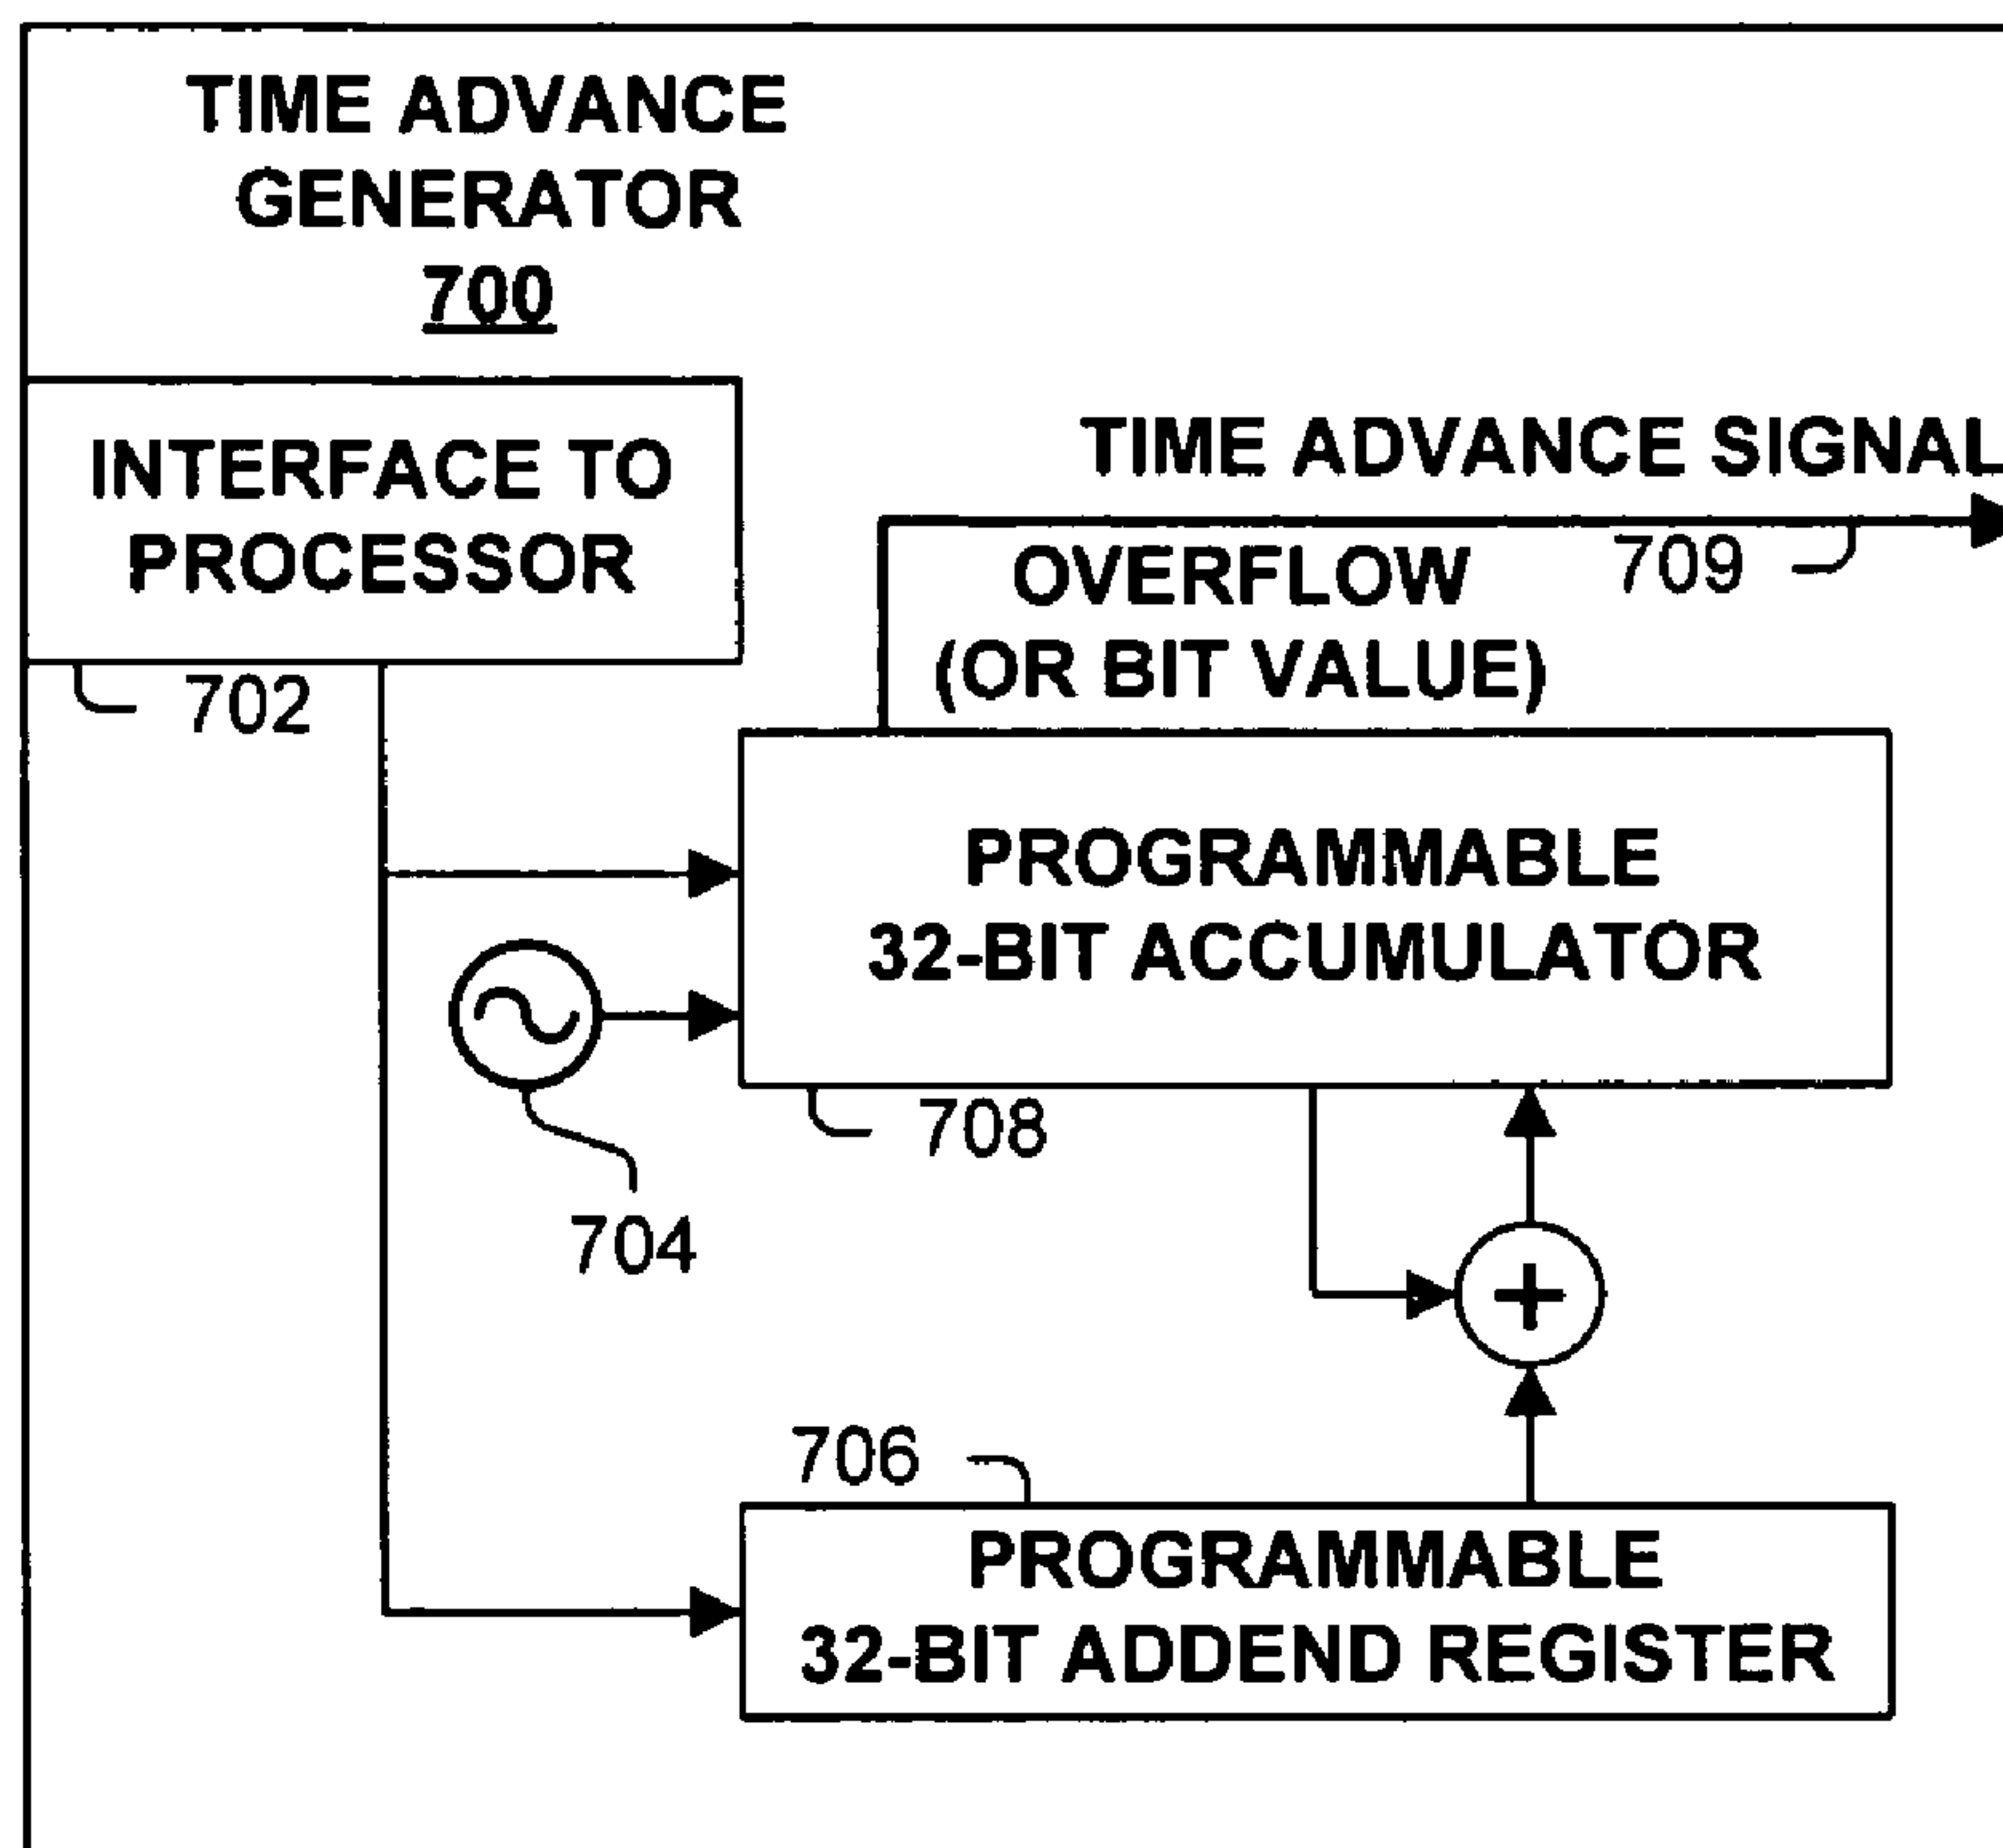 TIME ADVANCE
GENERATOR
700
INTERFACE TO
PROCESSOR
702
TIME ADVANCE SIGNAL
709
OVERFLOW
(OR BIT VALUE)
PROGRAMMABLE
32-BIT ACCUMULATOR
708
704
+
706
PROGRAMMABLE
32-BIT ADDEND REGISTER